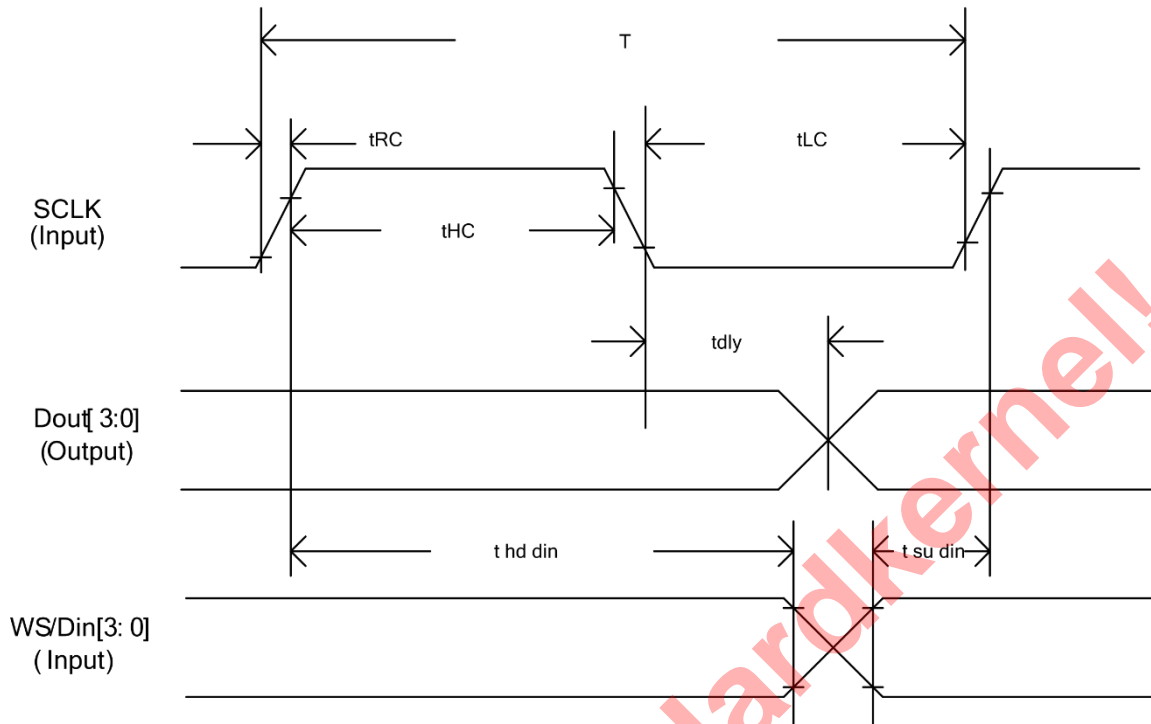 T
tRC
tLC
SCLK
(Input)
tHC
tdly
Dout[ 3:0]
(Output)
t hd din
t su din
WS/Din[3: 0]
( Input)
ardkernel!